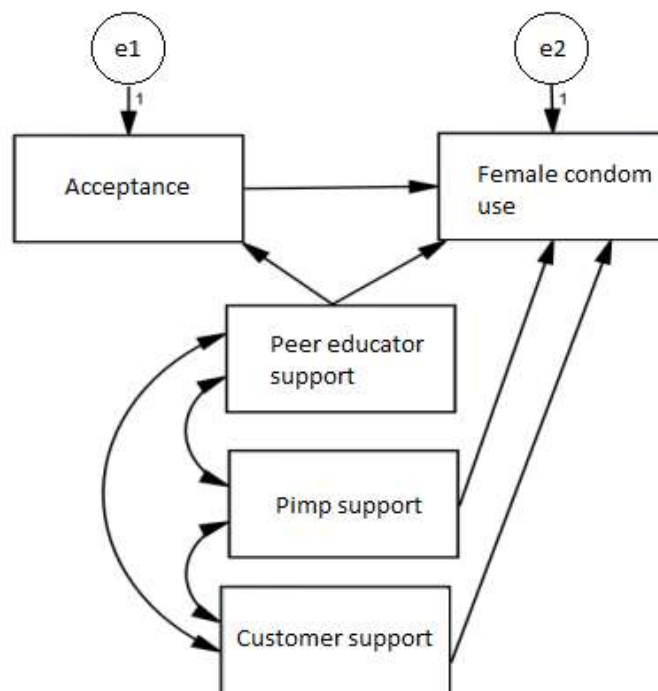 e1
e2
1
1
Acceptance
Female condom
use
Peer educator
support
Pimp support
Customer support